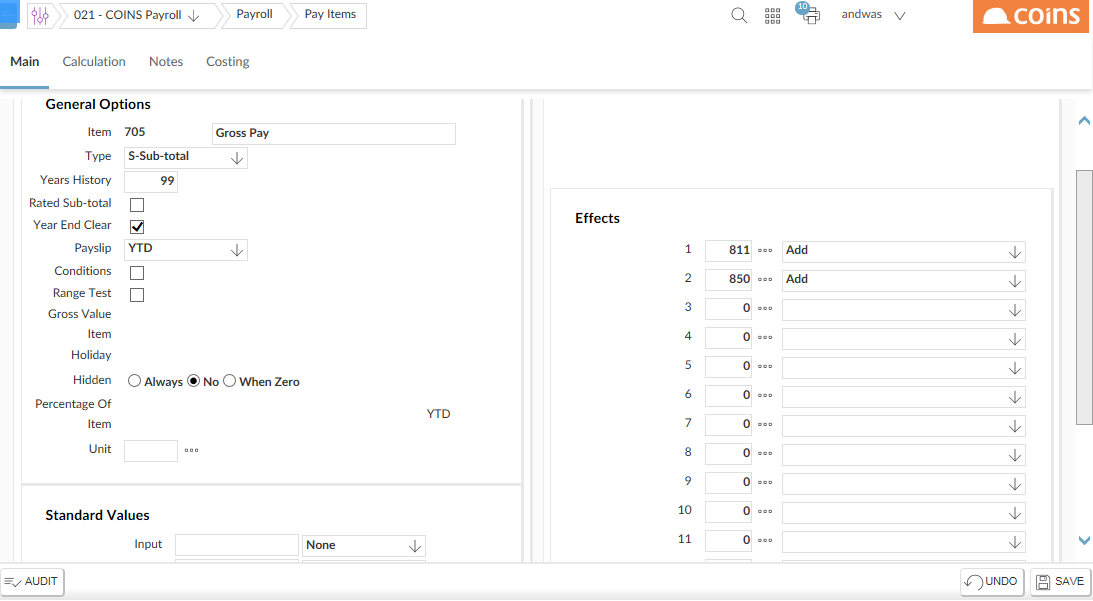 021 - COINS Payroll
Payroll
Pay Items
10
andwas
coins
Main
Calculation
Notes
Costing
General Options
Item 705 Gross Pay
Type S-Sub-total
Years History 99
Rated Sub-total
Year End Clear
Payslip YTD
Conditions
Range Test
Gross Value
Item
Holiday
Hidden Always No When Zero
Percentage Of
Item
YTD
Unit
Standard Values
Input None
Effects
1 811 Add
2 850 Add
3 0
4 0
5 0
6 0
7 0
8 0
9 0
10 0
11 0
AUDIT
UNDO
SAVE